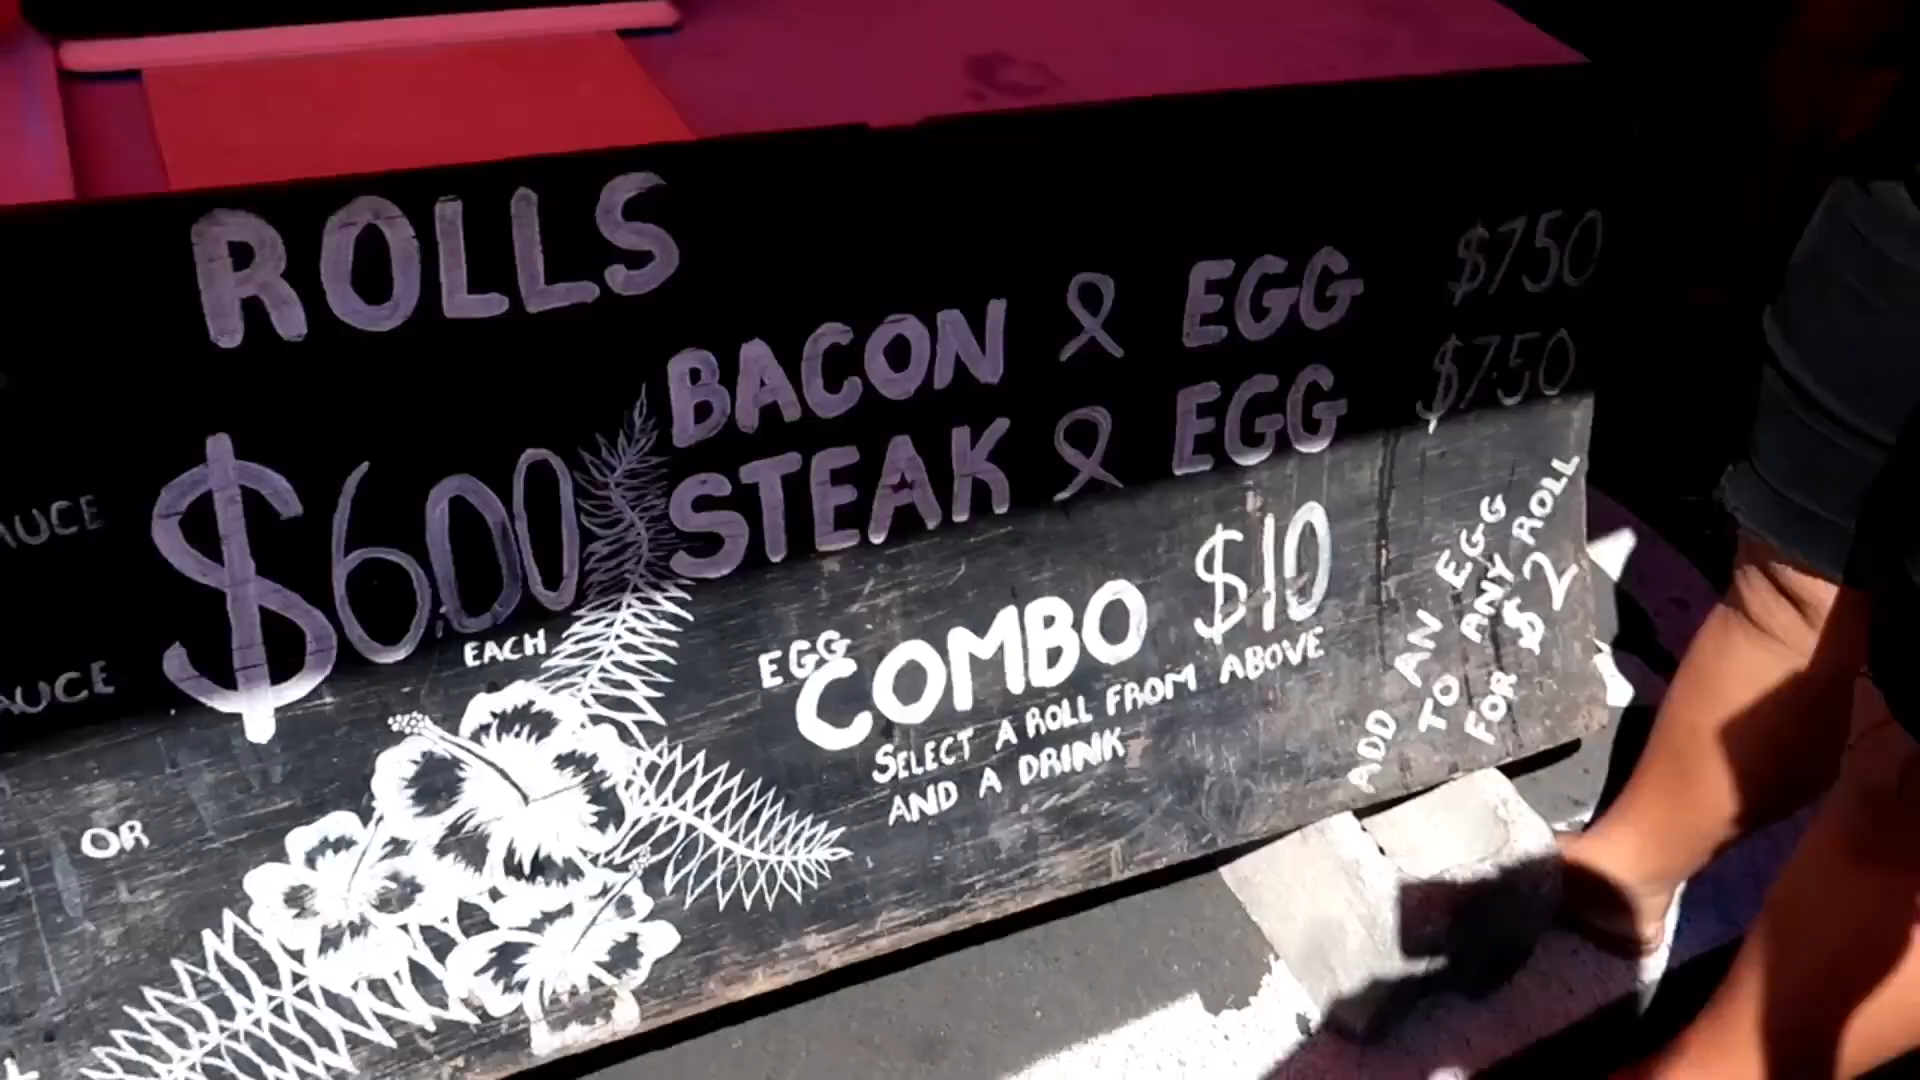 ROLLS
$600
EACH
BACON & EGG $750
STEAK & EGG $750
EGG
COMBO $10
SELECT A ROLL FROM ABOVE
AND A DRINK
ADD AN EGG
TO ANY ROLL
FOR $2
AUCE
AUCE
OR